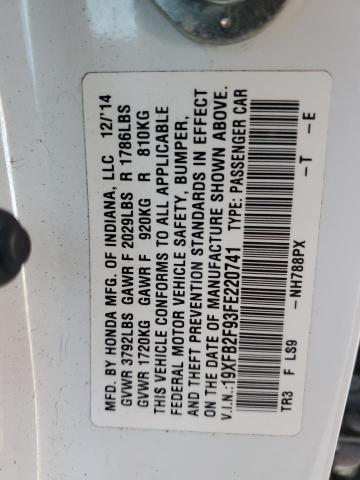 MFD. BY HONDA MFG. OF INDIANA, LLC 12/'14
GVWR 3792LBS GAWR F 2029LBS R 1786LBS
GVWR 1720KG GAWR F 920KG R 810KG
THIS VEHICLE CONFORMS TO ALL APPLICABLE
FEDERAL MOTOR VEHICLE SAFETY, BUMPER,
AND THEFT PREVENTION STANDARDS IN EFFECT
ON THE DATE OF MANUFACTURE SHOWN ABOVE.
V.I.N.:19XFB2F93FE220741 TYPE: PASSENGER CAR
TR3 F LS9 -NH788PX -T -E